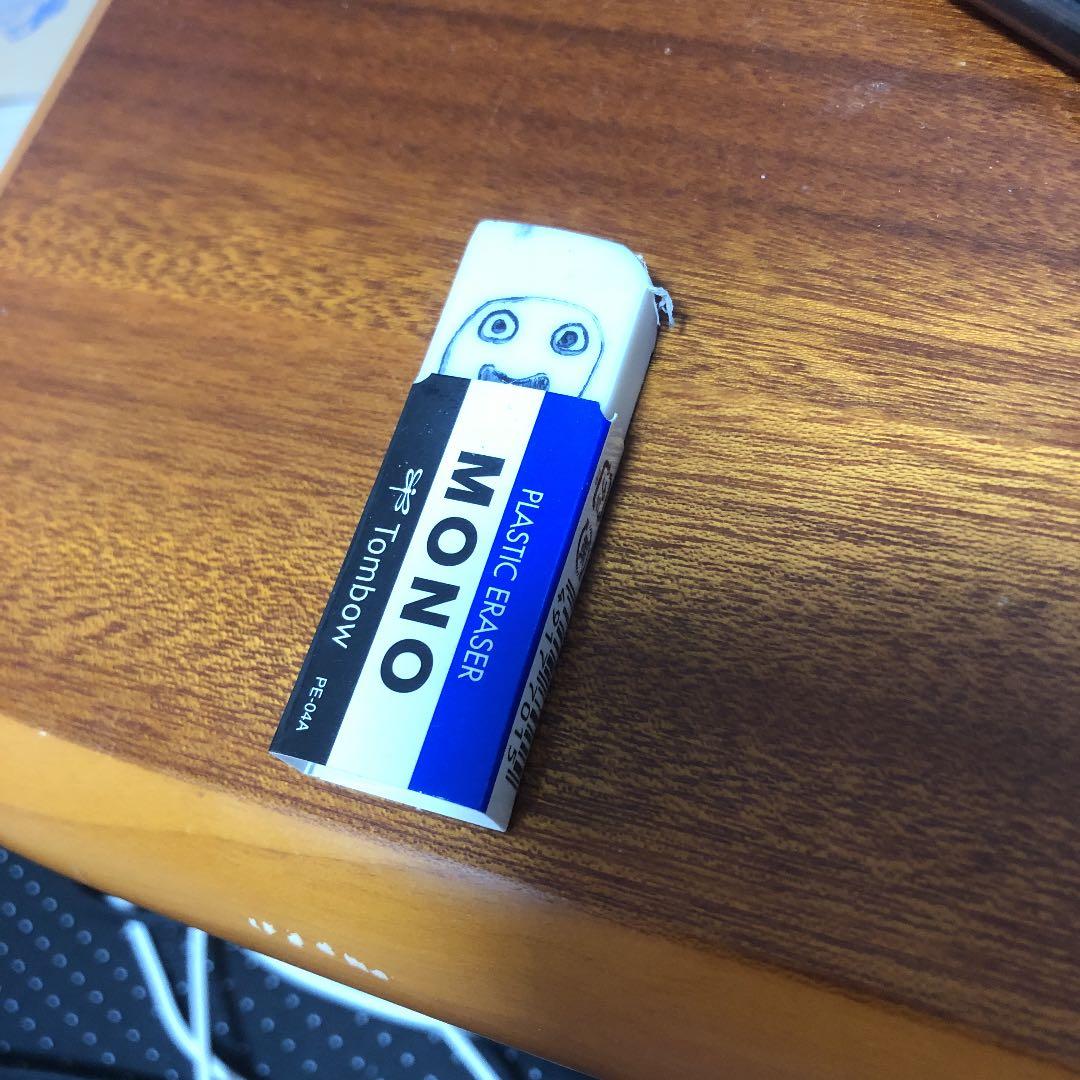 PLASTIC ERASER
MONO
Tombow PE-04A